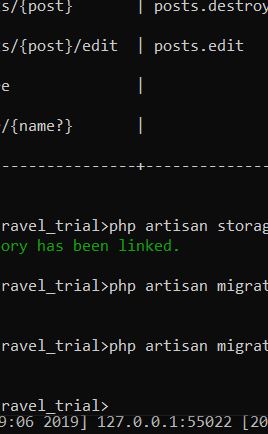 s/{post} | posts.destroy
s/{post}/edit | posts.edit
e |
/{name?} |
---------------+-------------
ravel_trial>php artisan storag
ory has been linked.
ravel_trial>php artisan migrat
ravel_trial>php artisan migrat
ravel_trial>
9:06 2019] 127.0.0.1:55022 [20